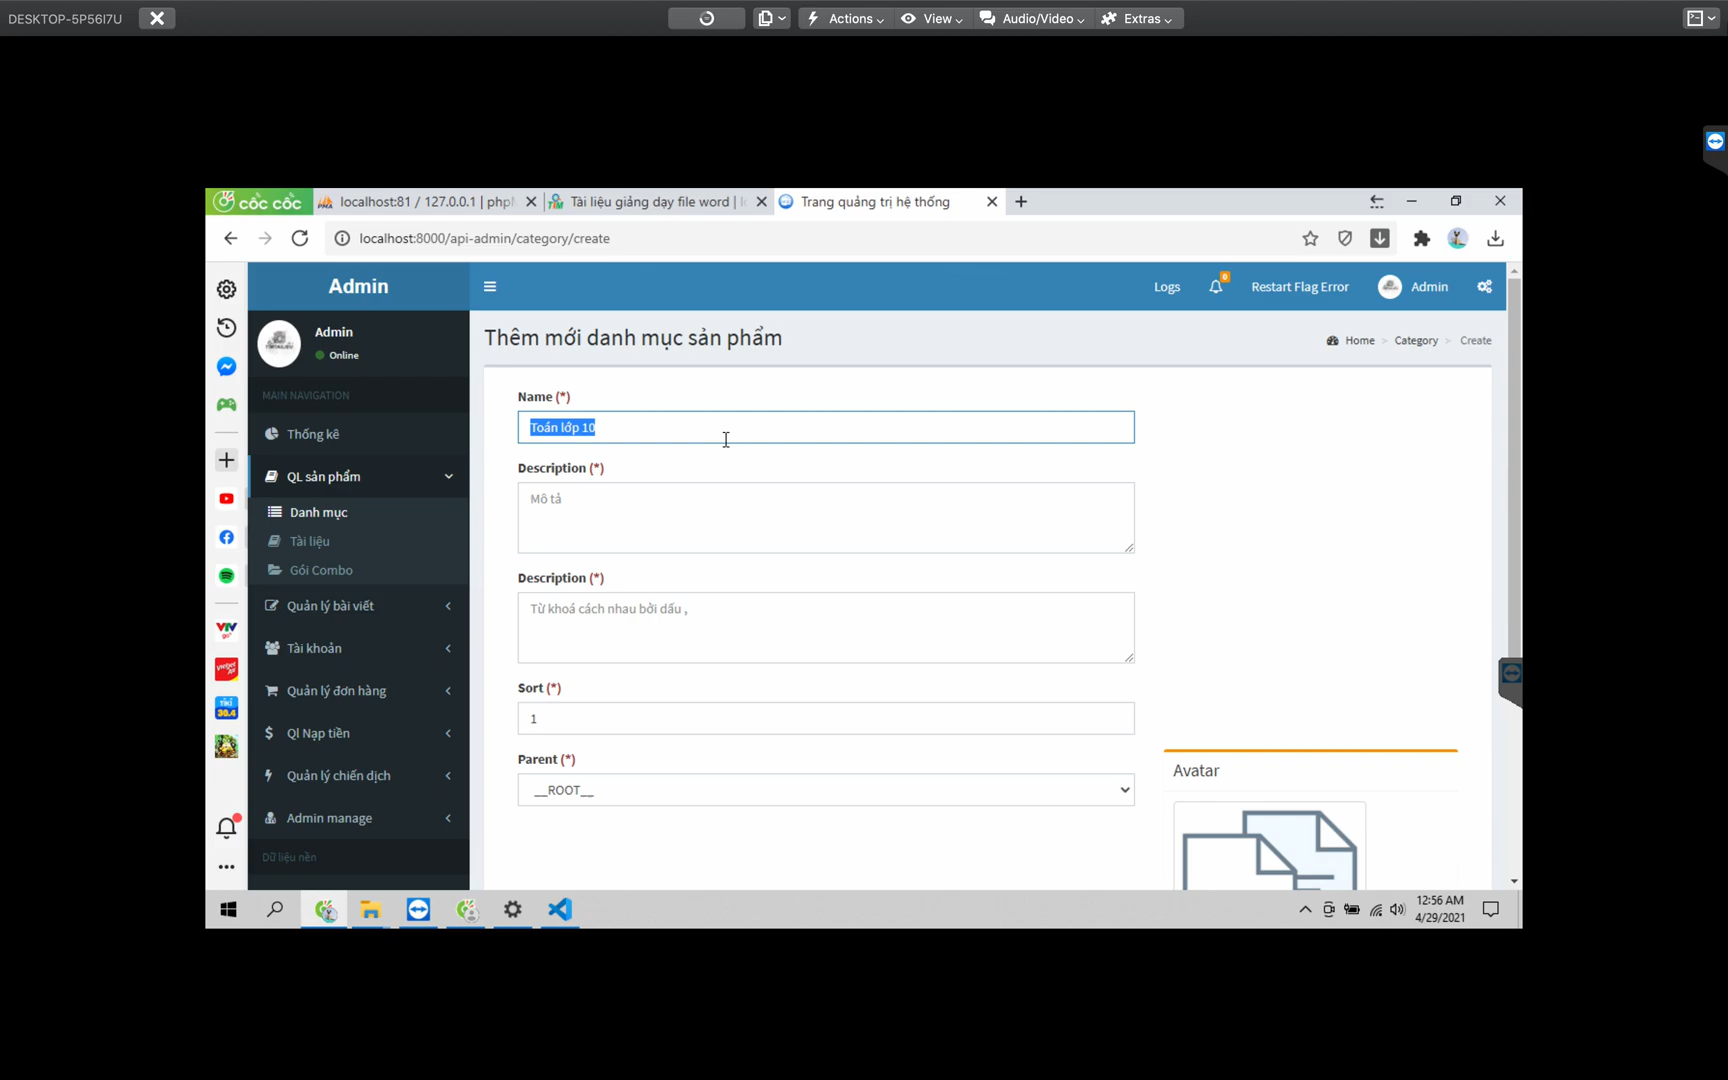 DESKTOP-5P56I7U
Actions
View
Audio/Video
Extras
cốc cốc
localhost:81 / 127.0.0.1 | php
Tài liệu giảng dạy file word |
Trang quảng trị hệ thống
localhost:8000/api-admin/category/create
Admin
Logs
0
Restart Flag Error
Admin
Admin
Online
Thêm mới danh mục sản phẩm
Home > Category > Create
MAIN NAVIGATION
Thống kê
QL sản phẩm
Danh mục
Tài liệu
Gói Combo
Quản lý bài viết
Tài khoản
Quản lý đơn hàng
Ql Nạp tiền
Quản lý chiến dịch
Admin manage
Dữ liệu nền
Name (*)
Toán lớp 10
Description (*)
Mô tả
Description (*)
Từ khoá cách nhau bởi dấu ,
Sort (*)
1
Parent (*)
__ROOT__
Avatar
12:56 AM
4/29/2021